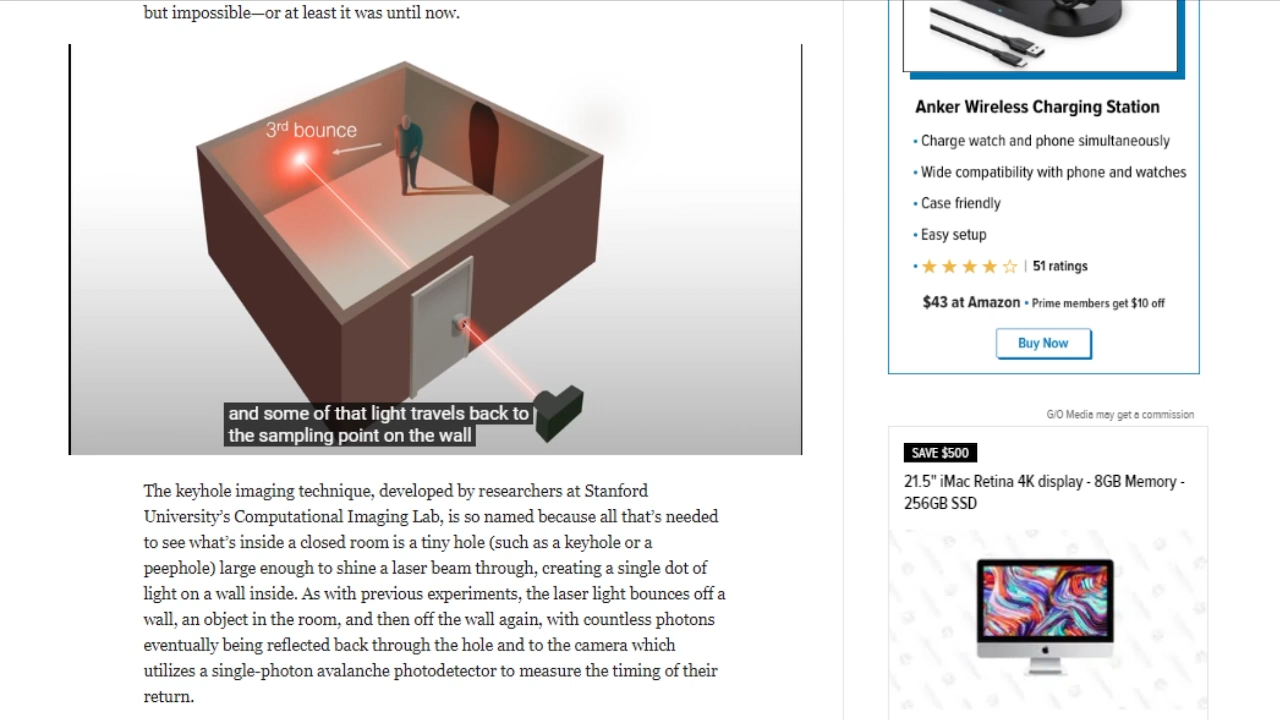 but impossible—or at least it was until now.
3rd bounce
and some of that light travels back to
the sampling point on the wall
The keyhole imaging technique, developed by researchers at Stanford
University’s Computational Imaging Lab, is so named because all that’s needed
to see what’s inside a closed room is a tiny hole (such as a keyhole or a
peephole) large enough to shine a laser beam through, creating a single dot of
light on a wall inside. As with previous experiments, the laser light bounces off a
wall, an object in the room, and then off the wall again, with countless photons
eventually being reflected back through the hole and to the camera which
utilizes a single-photon avalanche photodetector to measure the timing of their
return.
Anker Wireless Charging Station
• Charge watch and phone simultaneously
• Wide compatibility with phone and watches
• Case friendly
• Easy setup
• ★★★★☆ | 51 ratings
$43 at Amazon • Prime members get $10 off
Buy Now
G/O Media may get a commission
SAVE $500
21.5" iMac Retina 4K display - 8GB Memory -
256GB SSD